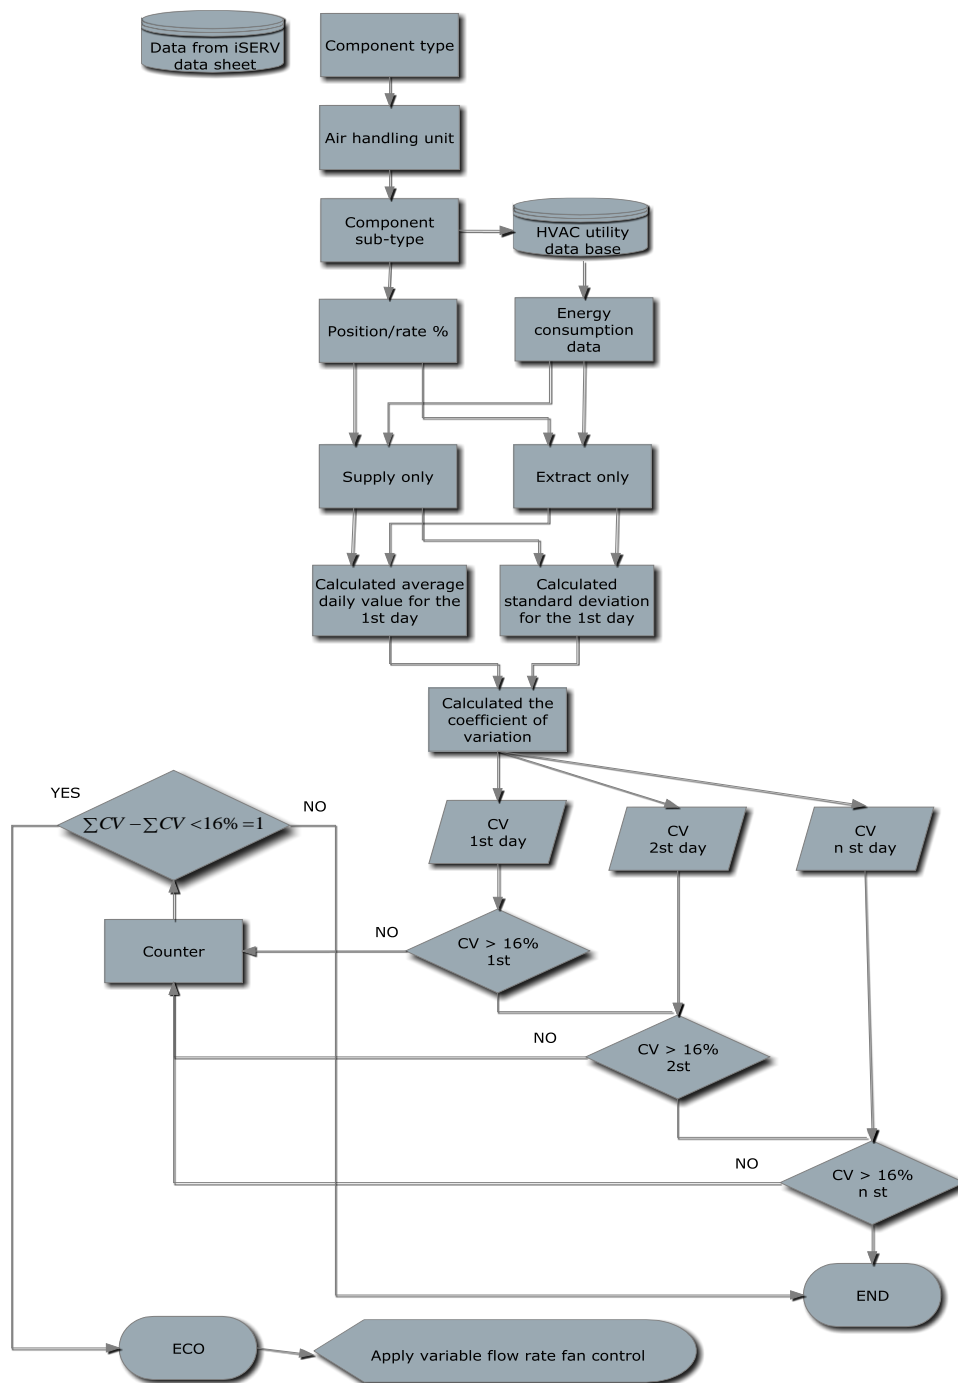 Data from iSERV
data sheet
Component type
Air handling unit
Component
sub-type
HVAC utility
data base
Position/rate %
Energy
consumption
data
Supply only
Extract only
Calculated average
daily value for the
1st day
Calculated
standard deviation
for the 1st day
Calculated the
coefficient of
variation
YES
∑CV − ∑CV <16% =1
NO
CV
1st day
CV
2st day
CV
n st day
Counter
NO
CV > 16%
1st
NO
CV > 16%
2st
NO
CV > 16%
n st
END
ECO
Apply variable flow rate fan control